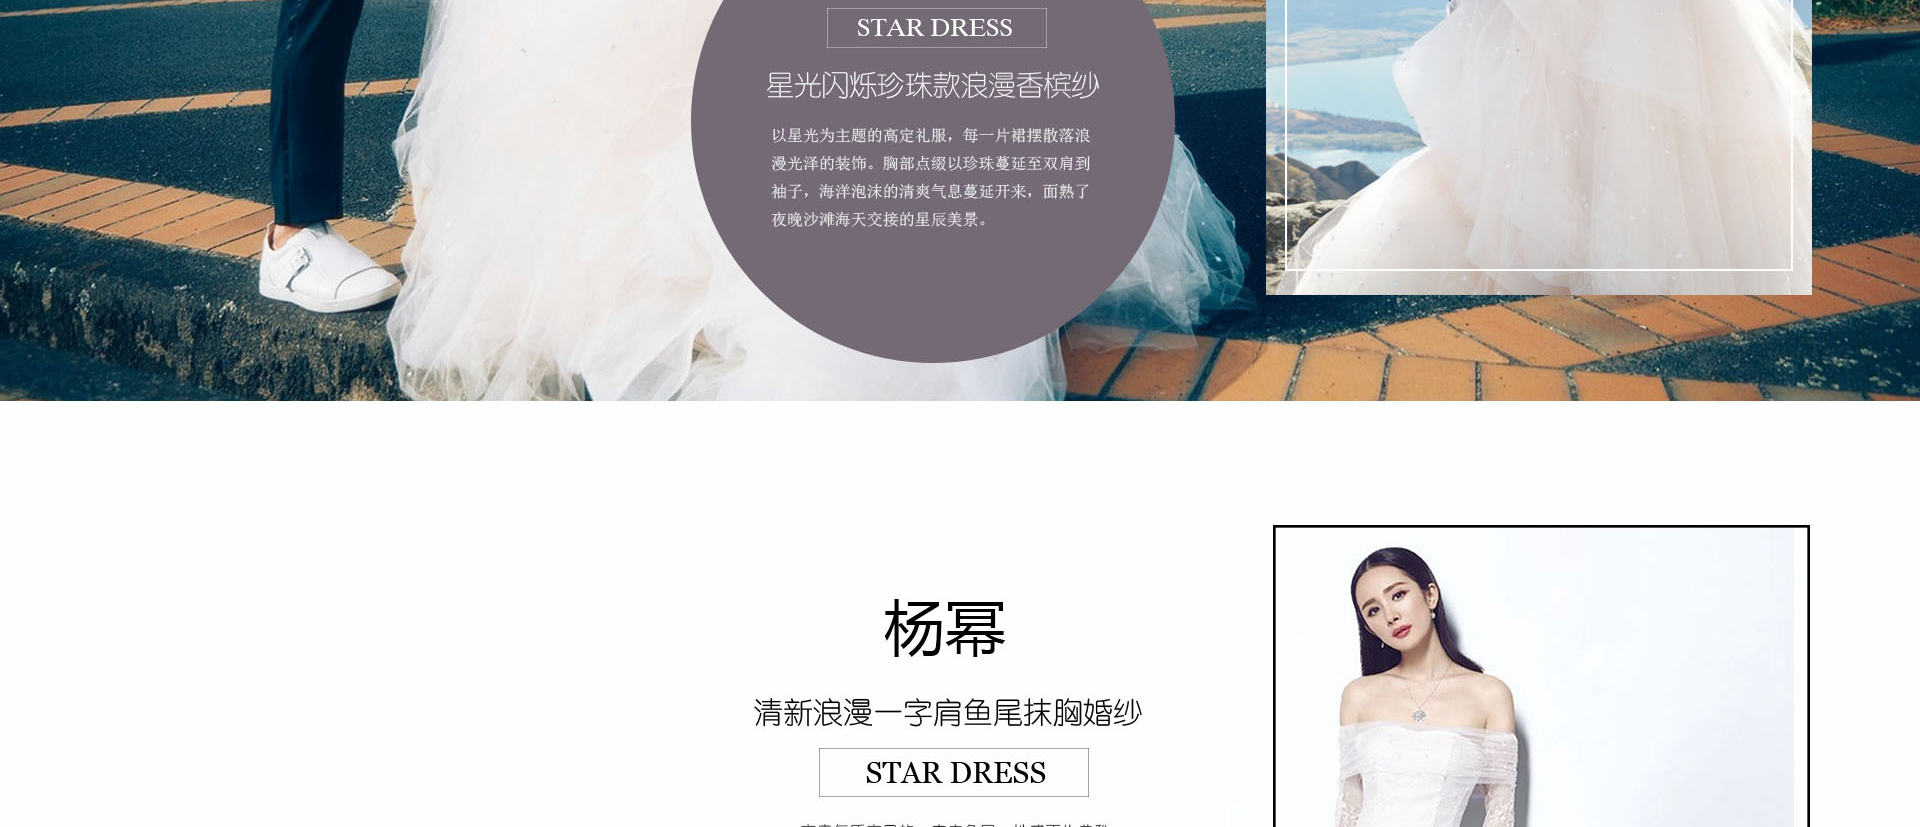 STAR DRESS
星光闪烁珍珠款浪漫香槟纱
以星光为主题的高定礼服，每一片裙摆散落浪
漫光泽的装饰。胸部点缀以珍珠蔓延至双肩到
袖子，海洋泡沫的清爽气息蔓延开来，面熟了
夜晚沙滩海天交接的星辰美景。
杨幂
清新浪漫一字肩鱼尾抹胸婚纱
STAR DRESS